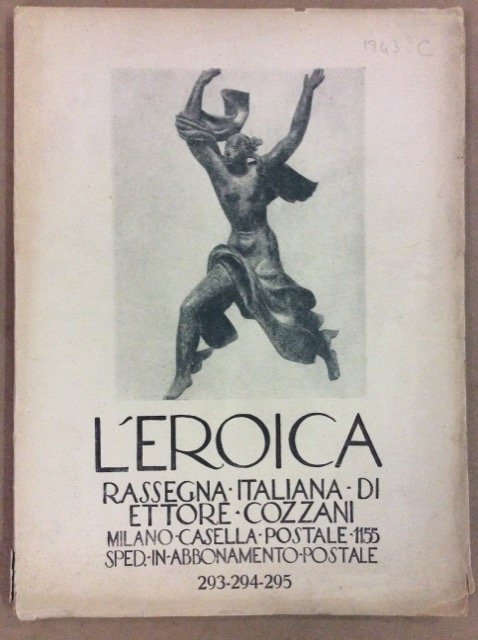 1943 C
L'EROICA
RASSEGNA·ITALIANA·DI
ETTORE·COZZANI
MILANO·CASELLA·POSTALE·1155
SPED.·IN·ABBONAMENTO·POSTALE
293-294-295